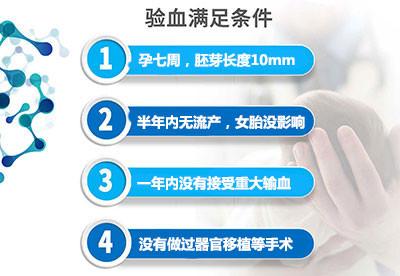 验血满足条件
1 孕七周，胚芽长度10mm
2 半年内无流产，女胎没影响
3 一年内没有接受重大输血
4 没有做过器官移植等手术